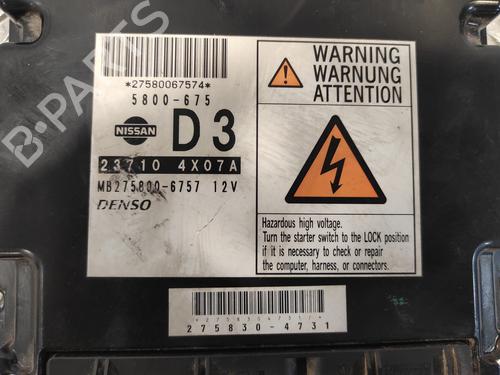 *27580067574*
5800-675
NISSAN
D3
23710 4X07A
MB275800-6757 12V
DENSO
WARNING
WARNUNG
ATTENTION
Hazardous high voltage.
Turn the starter switch to the LOCK position
if it is necessary to check or repair
the computer, harness, or connectors.
*2758304731/*
275830-4731
B-PARTS